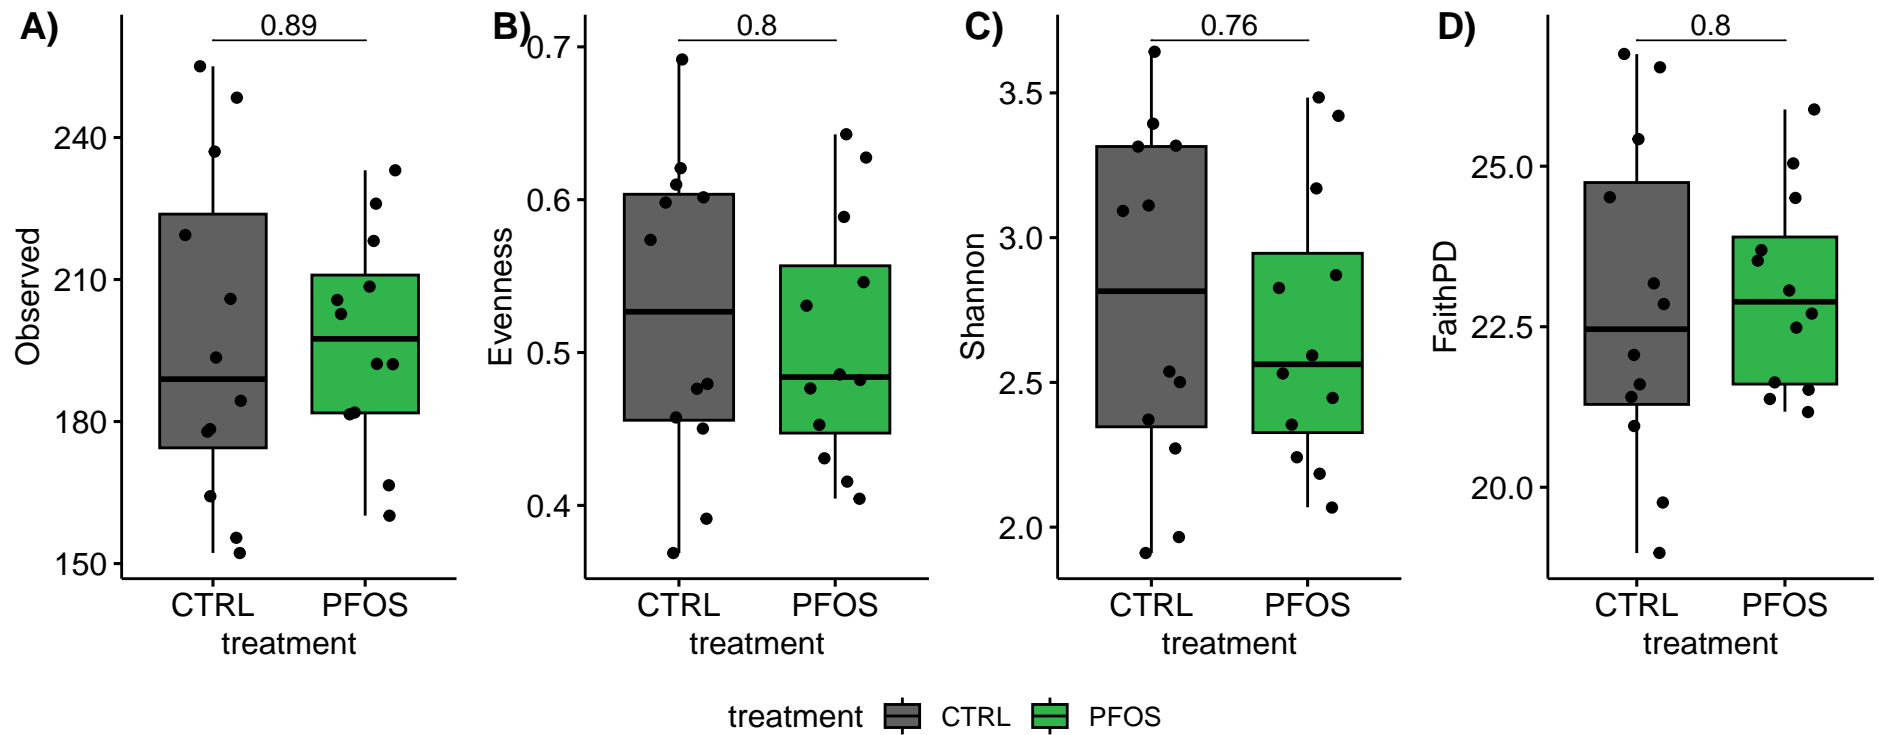 A)
0.89
Observed
240
210
180
150
CTRL PFOS
treatment
B)
0.8
Evenness
0.7
0.6
0.5
0.4
CTRL PFOS
treatment
C)
0.76
Shannon
3.5
3.0
2.5
2.0
CTRL PFOS
treatment
D)
0.8
FaithPD
25.0
22.5
20.0
CTRL PFOS
treatment
treatment CTRL PFOS